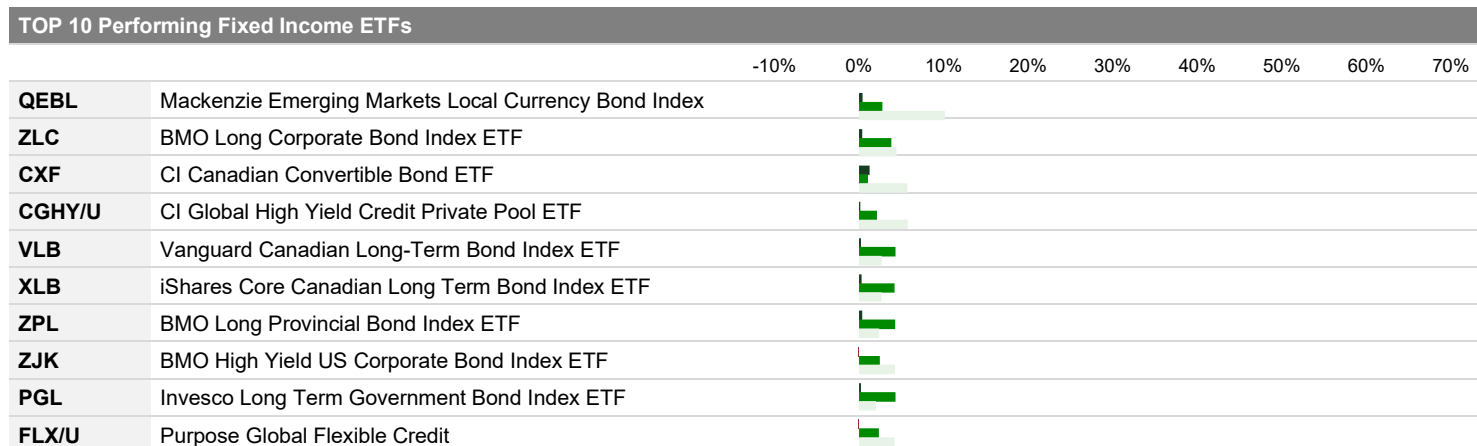 TOP 10 Performing Fixed Income ETFs
-10% 0% 10% 20% 30% 40% 50% 60% 70%
QEBL Mackenzie Emerging Markets Local Currency Bond Index
ZLC BMO Long Corporate Bond Index ETF
CXF CI Canadian Convertible Bond ETF
CGHY/U CI Global High Yield Credit Private Pool ETF
VLB Vanguard Canadian Long-Term Bond Index ETF
XLB iShares Core Canadian Long Term Bond Index ETF
ZPL BMO Long Provincial Bond Index ETF
ZJK BMO High Yield US Corporate Bond Index ETF
PGL Invesco Long Term Government Bond Index ETF
FLX/U Purpose Global Flexible Credit